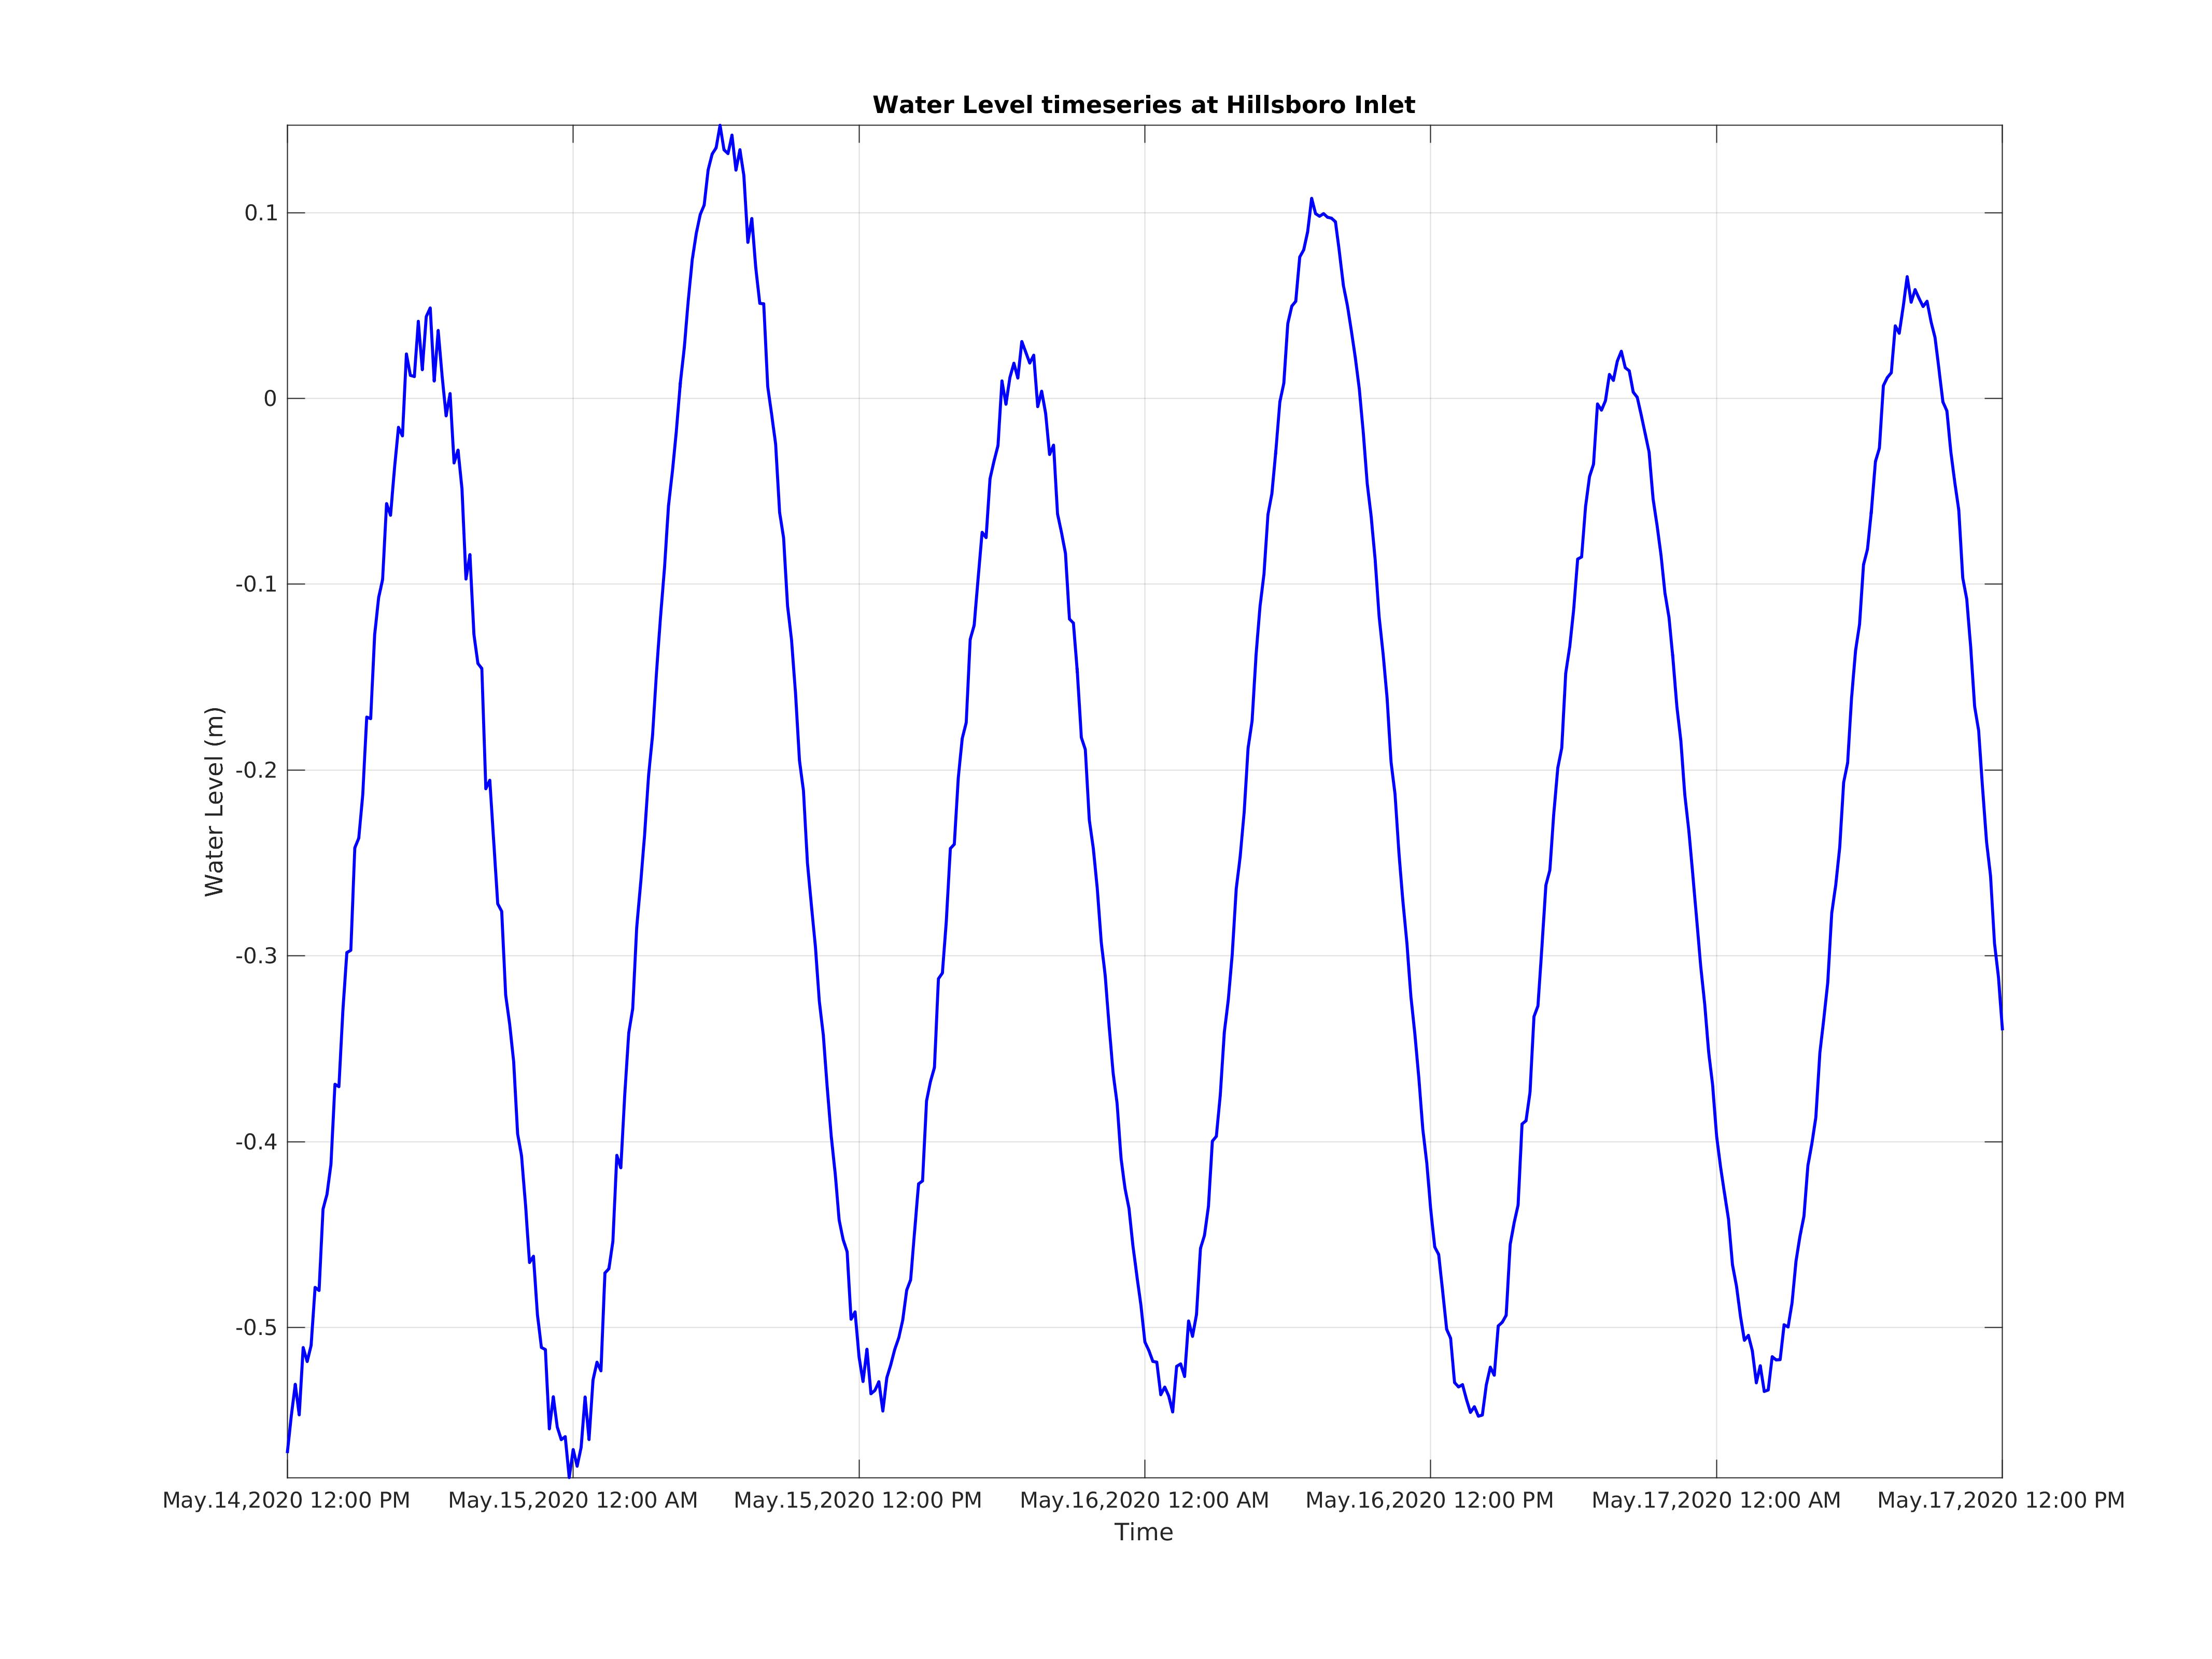 Water Level timeseries at Hillsboro Inlet
0.1
0
-0.1
-0.2
-0.3
-0.4
-0.5
Water Level (m)
May.14,2020 12:00 PM
May.15,2020 12:00 AM
May.15,2020 12:00 PM
May.16,2020 12:00 AM
May.16,2020 12:00 PM
May.17,2020 12:00 AM
May.17,2020 12:00 PM
Time